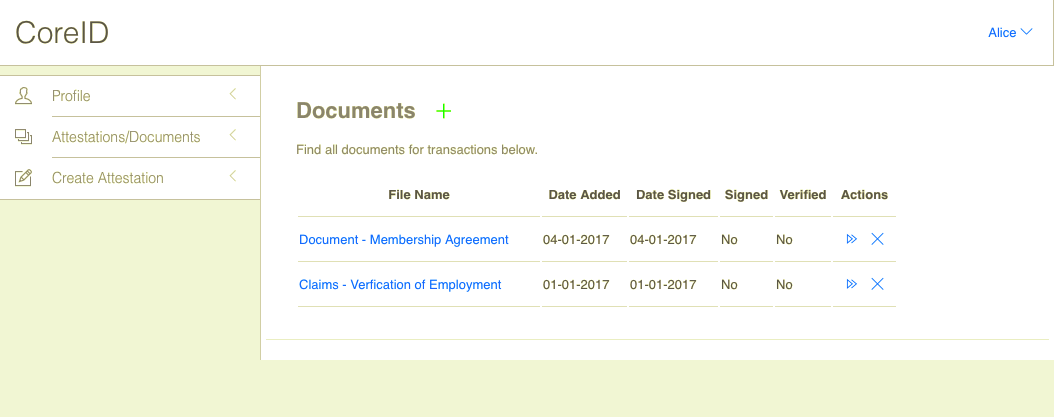 CoreID
Alice
Profile
Attestations/Documents
Create Attestation
Documents
Find all documents for transactions below.
File Name Date Added Date Signed Signed Verified Actions
Document - Membership Agreement 04-01-2017 04-01-2017 No No
Claims - Verfication of Employment 01-01-2017 01-01-2017 No No